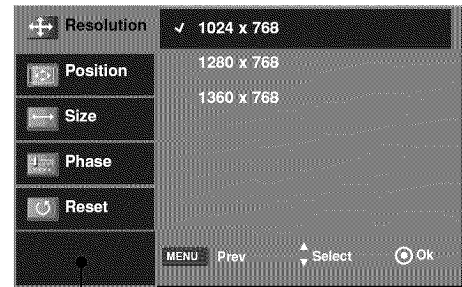 Resolution
✓ 1024 x 768
1280 x 768
1360 x 768
Position
Size
Phase
Reset
MENU Prev Select Ok